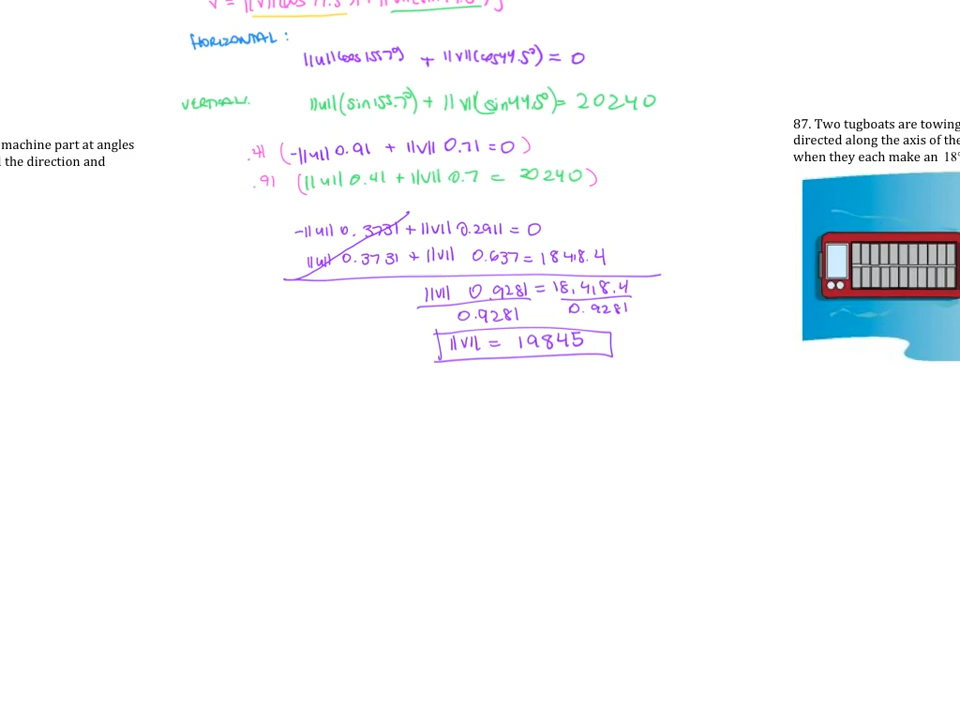 HORIZONTAL:
||u||(cos 155.7°) + ||v||(cos 44.5°) = 0
VERTICAL.
||u||(sin 155.7°) + ||v||(sin 44.5°) = 20240
machine part at angles
the direction and
.41 (-||u|| 0.91 + ||v|| 0.71 = 0)
.91 (||u|| 0.41 + ||v|| 0.7 = 20240)
-||u|| 0.3731 + ||v|| 0.2911 = 0
||u|| 0.3731 + ||v|| 0.637 = 18418.4
||v|| 0.9281 = 18,418.4
0.9281 0.9281
||v|| = 19845
87. Two tugboats are towing
directed along the axis of the
when they each make an 18°